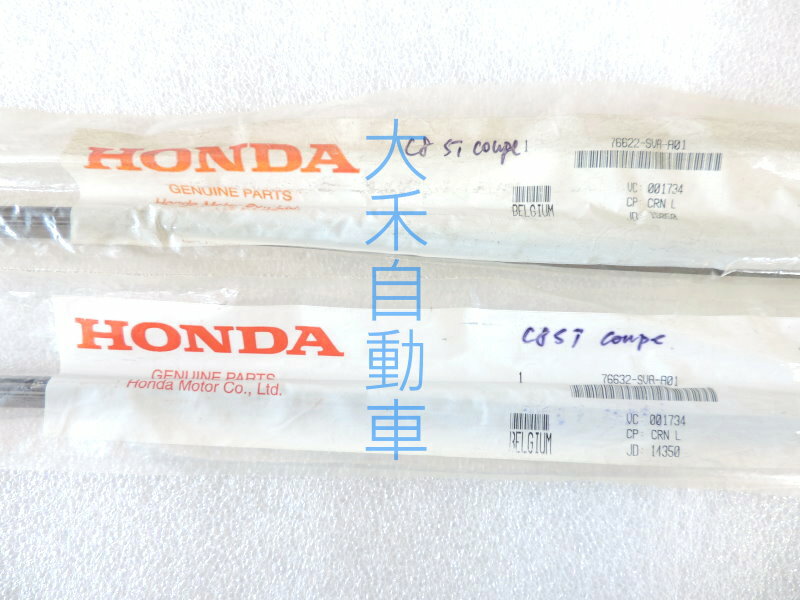 HONDA
GENUINE PARTS
C8 5T coupe
1
76622-SVA-A01
BELGIUM
VC: 001734
CP: CRN L
HONDA
GENUINE PARTS
Honda Motor Co., Ltd.
C8 5T coupe
1
76632-SVA-A01
BELGIUM
VC: 001734
CP: CRN L
JD: 14350
大禾自動車